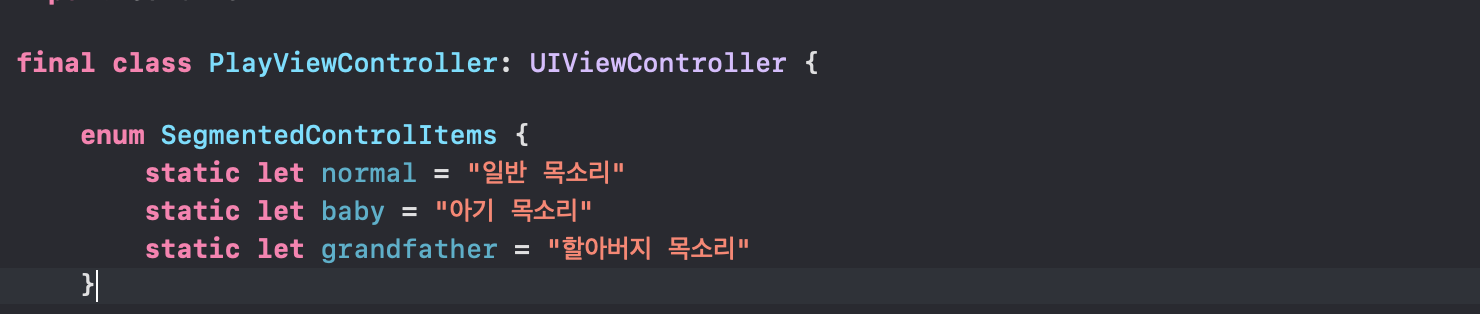 final class PlayViewController: UIViewController {
enum SegmentedControlItems {
static let normal = "일반 목소리"
static let baby = "아기 목소리"
static let grandfather = "할아버지 목소리"
}